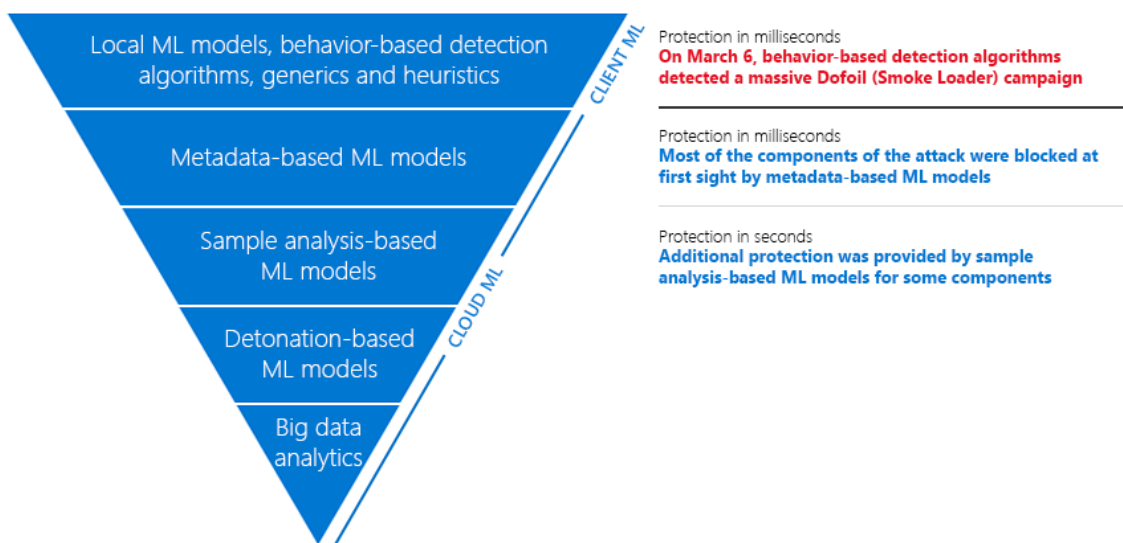 Local ML models, behavior-based detection
algorithms, generics and heuristics
CLIENT ML
Protection in milliseconds
On March 6, behavior-based detection algorithms
detected a massive Dofoil (Smoke Loader) campaign
Metadata-based ML models
Protection in milliseconds
Most of the components of the attack were blocked at
first sight by metadata-based ML models
Sample analysis-based
ML models
Protection in seconds
Additional protection was provided by sample
analysis-based ML models for some components
CLOUD ML
Detonation-based
ML models
Big data
analytics